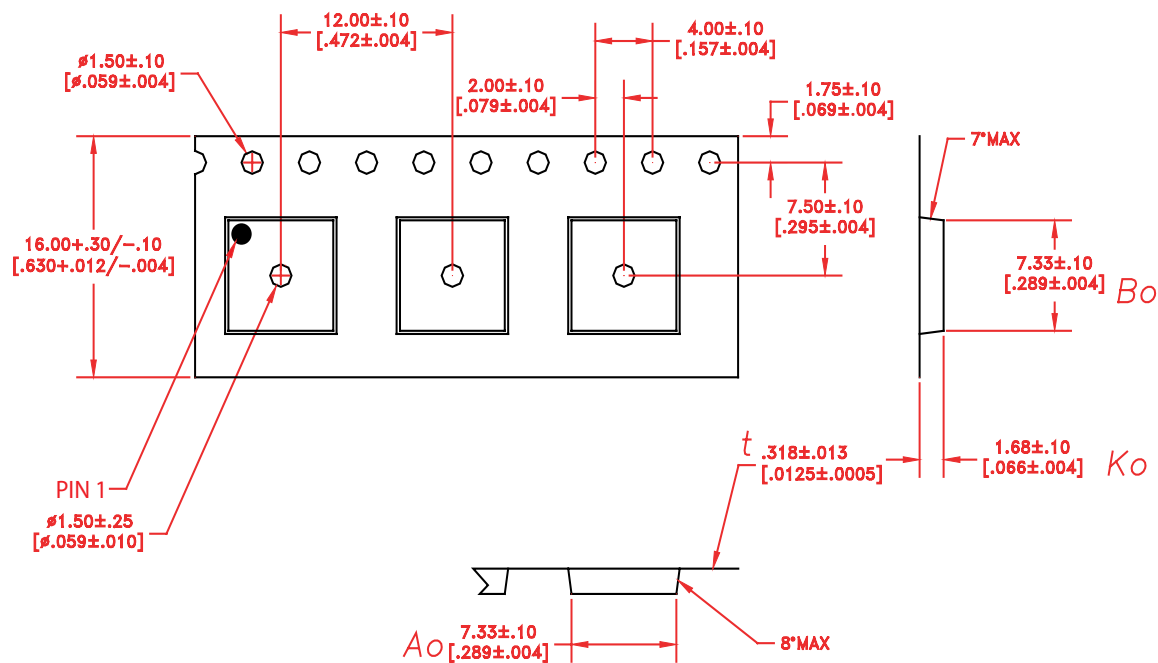 12.00±.10
[.472±.004]
4.00±.10
[.157±.004]
ø1.50±.10
[ø.059±.004]
2.00±.10
[.079±.004]
1.75±.10
[.069±.004]
7°MAX
7.50±.10
[.295±.004]
16.00+.30/−.10
[.630+.012/−.004]
7.33±.10
[.289±.004]
Bo
t
.318±.013
[.0125±.0005]
1.68±.10
[.066±.004]
Ko
PIN 1
ø1.50±.25
[ø.059±.010]
Ao
7.33±.10
[.289±.004]
8°MAX